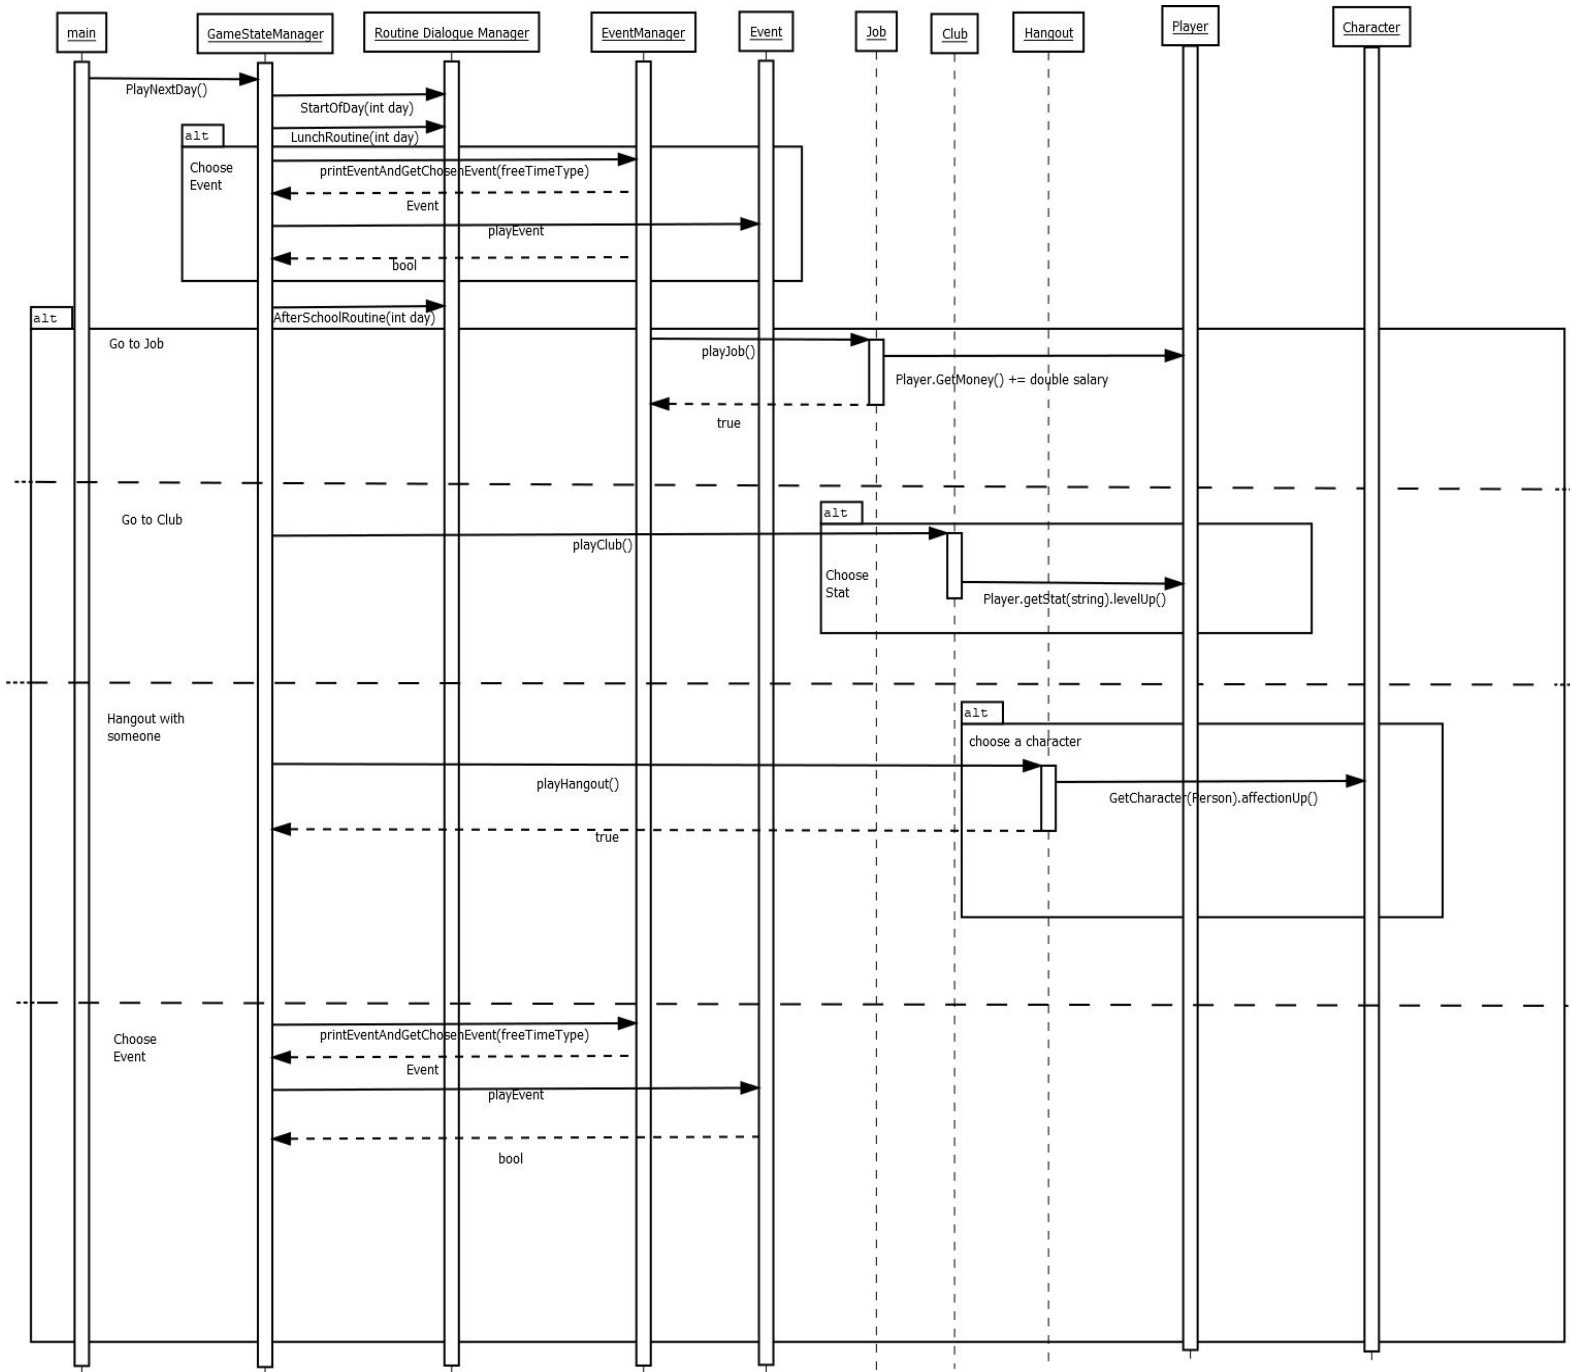 main
GameStateManager
Routine Dialogue Manager
EventManager
Event
Job
Club
Hangout
Player
Character
PlayNextDay()
StartOfDay(int day)
alt
LunchRoutine(int day)
Choose
Event
printEventAndGetChosenEvent(freeTimeType)
Event
playEvent
bool
alt
AfterSchoolRoutine(int day)
Go to Job
playJob()
Player.GetMoney() += double salary
true
Go to Club
alt
playClub()
Choose
Stat
Player.getStat(string).levelUp()
Hangout with
someone
alt
choose a character
playHangout()
GetCharacter(Person).affectionUp()
true
Choose
Event
printEventAndGetChosenEvent(freeTimeType)
Event
playEvent
bool